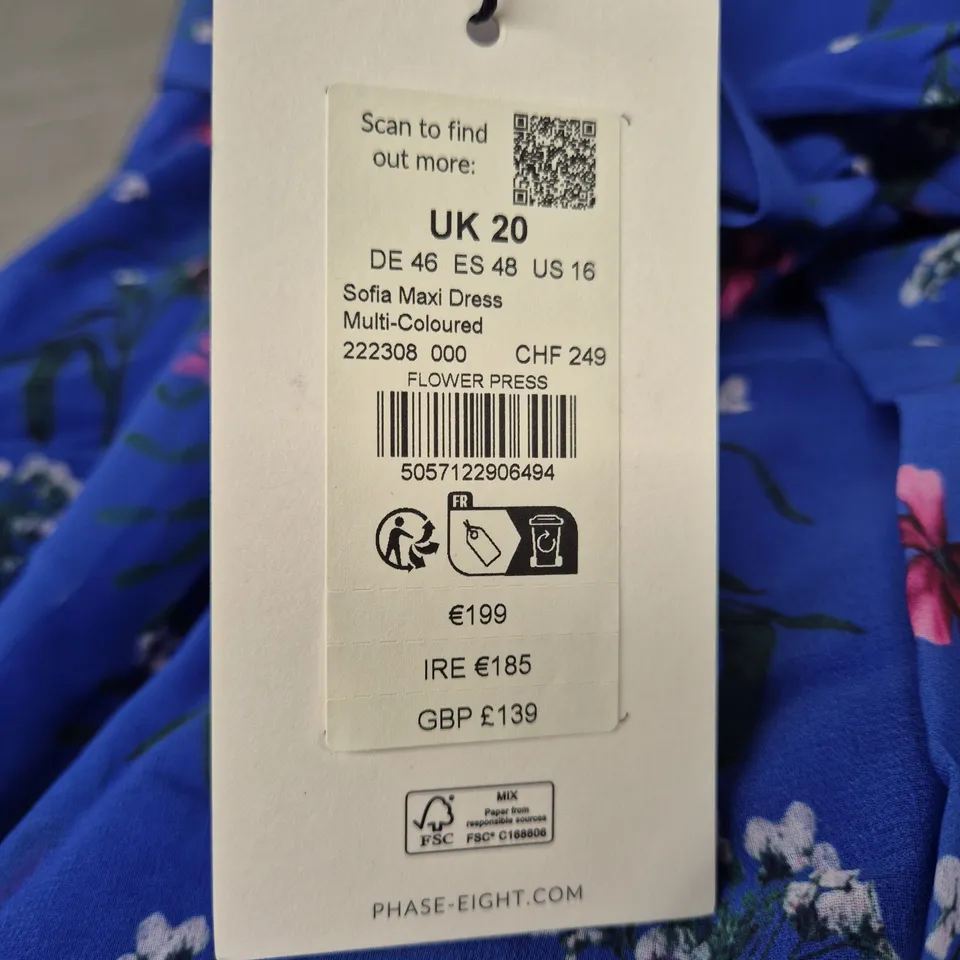 Scan to find
out more:
UK 20
DE 46 ES 48 US 16
Sofia Maxi Dress
Multi-Coloured
222308 000 CHF 249
FLOWER PRESS
5057122906494
FR
€199
IRE €185
GBP £139
MIX
Paper from
responsible sources
FSC
FSC® C168606
PHASE-EIGHT.COM